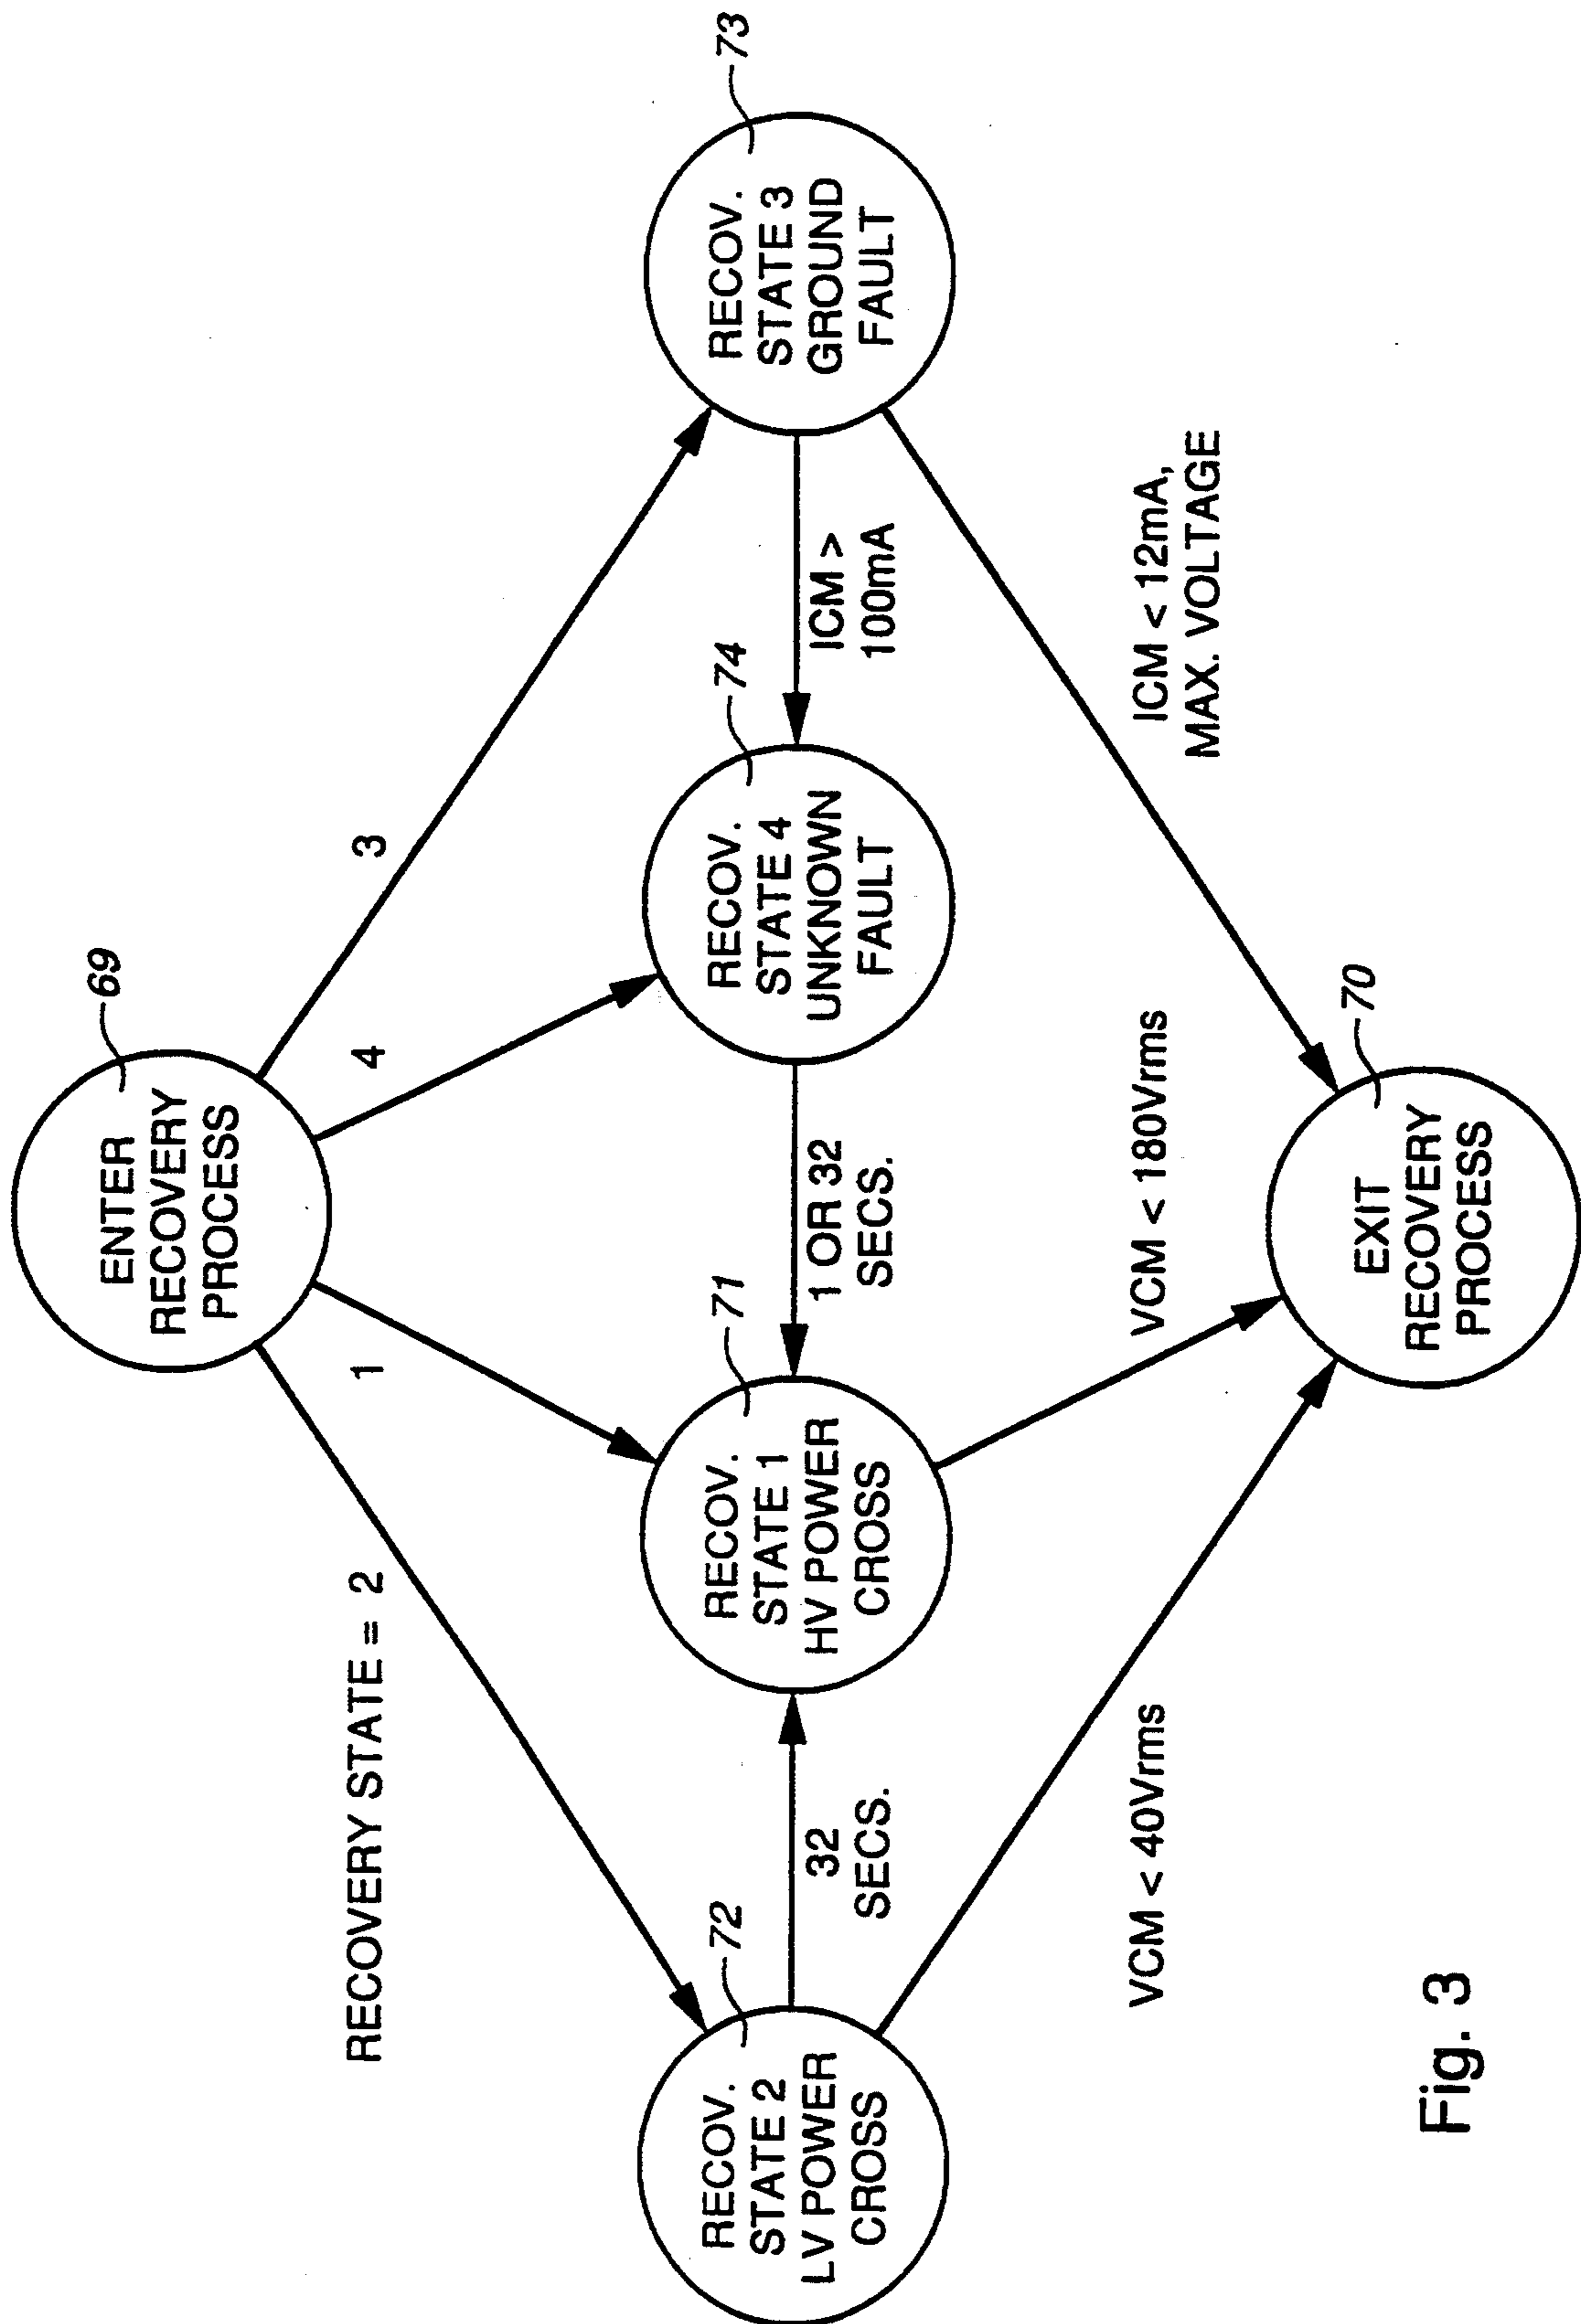 69
ENTER
RECOVERY
PROCESS
RECOVERY STATE = 2
1
4
3
72
RECOV.
STATE 2
LV POWER
CROSS
32
SECS.
71
RECOV.
STATE 1
HV POWER
CROSS
1 OR 32
SECS.
74
RECOV.
STATE 4
UNKNOWN
FAULT
ICM >
100mA
73
RECOV.
STATE 3
GROUND
FAULT
VCM < 40Vrms
VCM < 180Vrms
ICM < 12mA,
MAX. VOLTAGE
70
EXIT
RECOVERY
PROCESS
Fig. 3